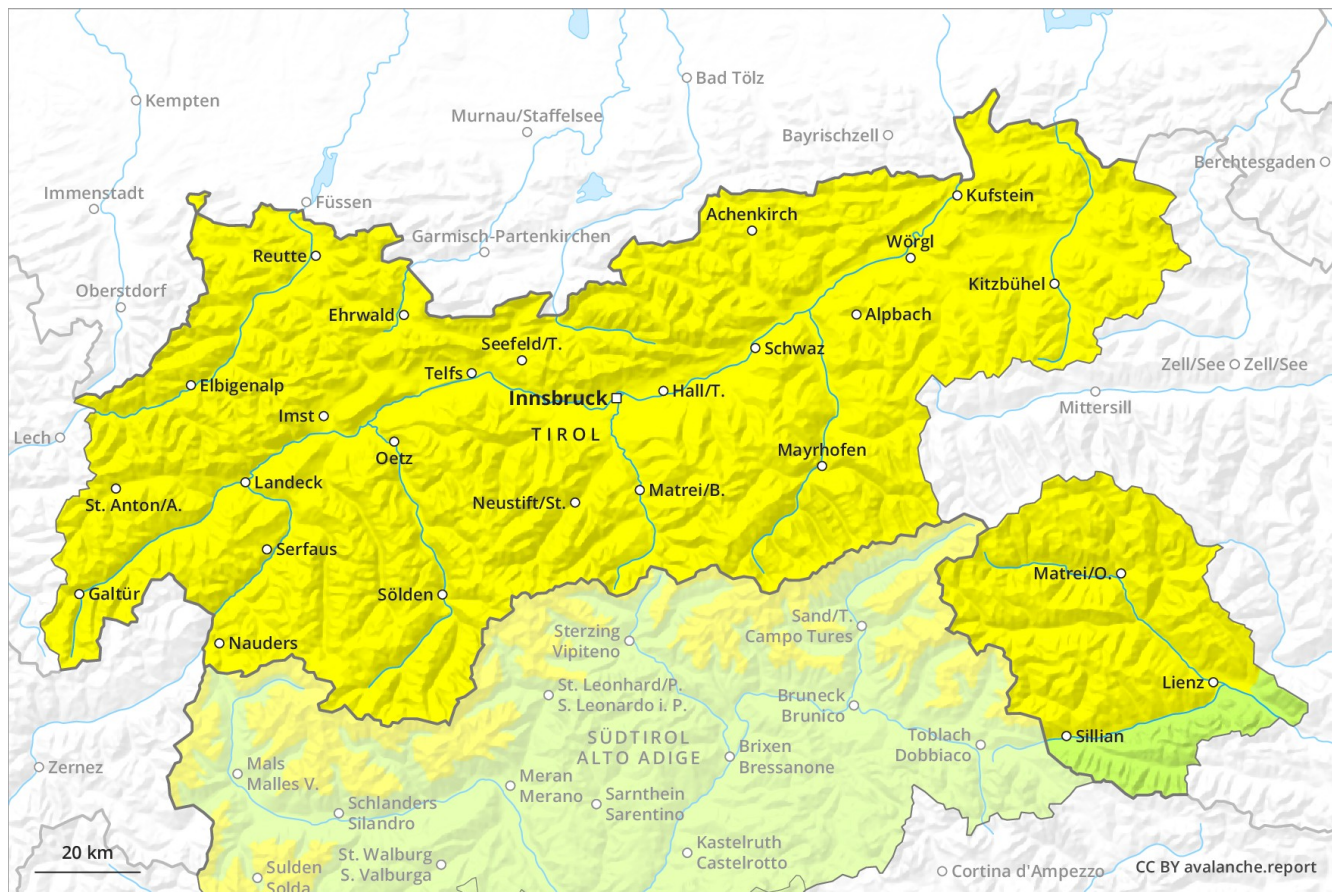 Kempten
Bad Tölz
Murnau/Staffelsee
Bayrischzell
Berchtesgaden
Immenstadt
Füssen
Kufstein
Achenkirch
Garmisch-Partenkirchen
Wörgl
Reutte
Kitzbühel
Oberstdorf
Ehrwald
Alpbach
Seefeld/T.
Schwaz
Zell/See
Zell/See
Telfs
Elbigenalp
Innsbruck
Hall/T.
Mittersill
Imst
Lech
TIROL
Oetz
Mayrhofen
Landeck
St. Anton/A.
Neustift/St.
Matrei/B.
Serfaus
Matrei/O.
Galtür
Sölden
Sand/T.
Campo Tures
Sterzing
Vipiteno
Nauders
Lienz
St. Leonhard/P.
S. Leonardo i. P.
Bruneck
Brunico
Sillian
SÜDTIROL
ALTO ADIGE
Toblach
Dobbiaco
Brixen
Bressanone
Zernez
Mals
Malles V.
Meran
Merano
Schlanders
Silandro
Sarnthein
Sarentino
20 km
St. Walburg
S. Valburga
Kastelruth
Castelrotto
Sulden
Solda
Cortina d'Ampezzo
CC BY avalanche.report